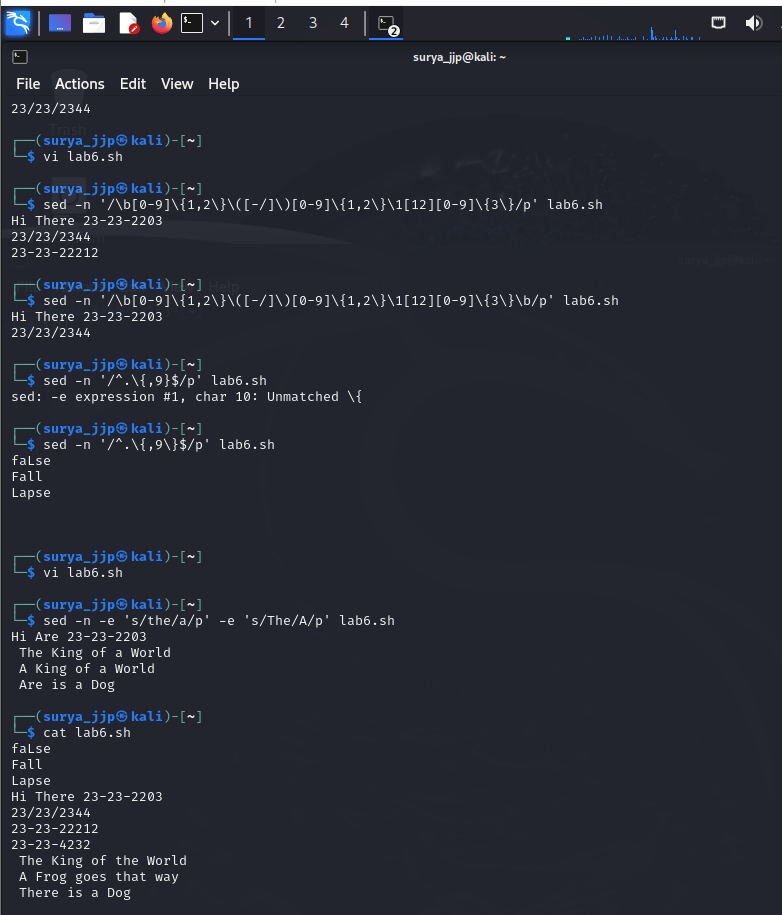 1 2 3 4 2
surya_jjp@kali: ~
File Actions Edit View Help
23/23/2344
┌──(surya_jjp㉿kali)-[~]
└─$ vi lab6.sh
┌──(surya_jjp㉿kali)-[~]
└─$ sed -n '/\b[0-9]\{1,2\}\([-/]\)[0-9]\{1,2\}\1[12][0-9]\{3\}/p' lab6.sh
Hi There 23-23-2203
23/23/2344
23-23-22212
┌──(surya_jjp㉿kali)-[~]
└─$ sed -n '/\b[0-9]\{1,2\}\([-/]\)[0-9]\{1,2\}\1[12][0-9]\{3\}\b/p' lab6.sh
Hi There 23-23-2203
23/23/2344
┌──(surya_jjp㉿kali)-[~]
└─$ sed -n '/^.\{,9}$/p' lab6.sh
sed: -e expression #1, char 10: Unmatched \{
┌──(surya_jjp㉿kali)-[~]
└─$ sed -n '/^.\{,9\}$/p' lab6.sh
faLse
Fall
Lapse
┌──(surya_jjp㉿kali)-[~]
└─$ vi lab6.sh
┌──(surya_jjp㉿kali)-[~]
└─$ sed -n -e 's/the/a/p' -e 's/The/A/p' lab6.sh
Hi Are 23-23-2203
 The King of a World
 A King of a World
 Are is a Dog
┌──(surya_jjp㉿kali)-[~]
└─$ cat lab6.sh
faLse
Fall
Lapse
Hi There 23-23-2203
23/23/2344
23-23-22212
23-23-4232
 The King of the World
 A Frog goes that way
 There is a Dog